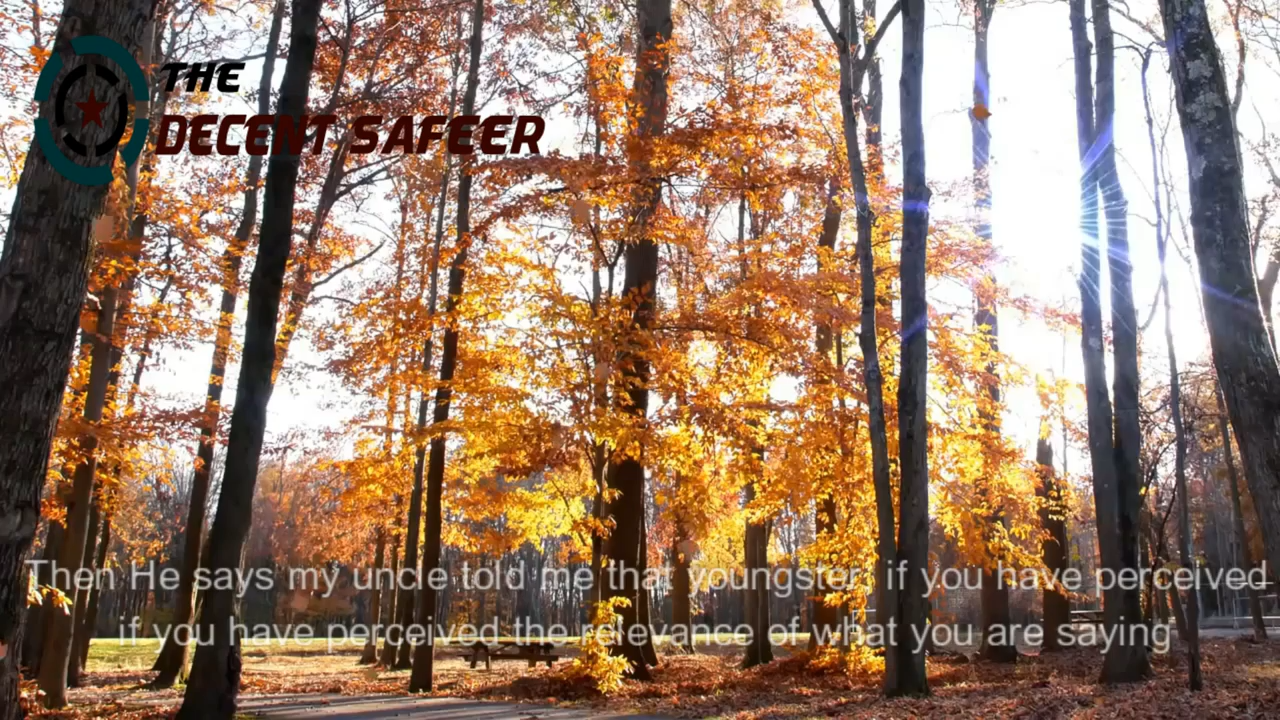 THE
DECENT SAFEER
Then He says my uncle told me that youngster, if you have perceived
if you have perceived the relevance of what you are saying